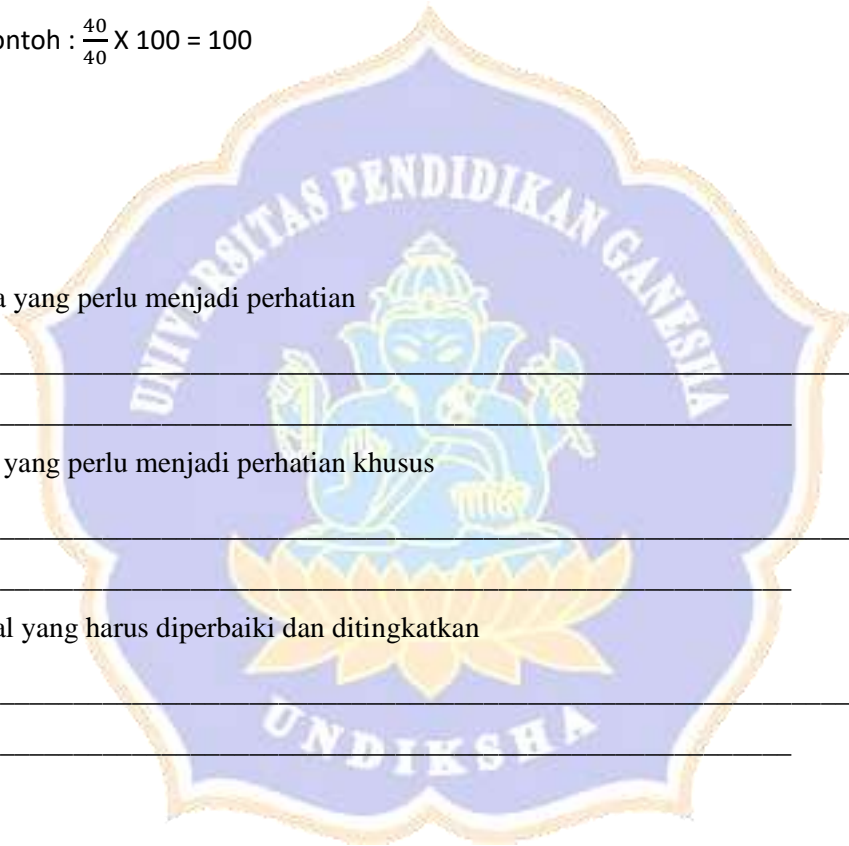 ontoh : 40/40 X 100 = 100
UNIVERSITAS PENDIDIKAN GANESHA
a yang perlu menjadi perhatian
yang perlu menjadi perhatian khusus
al yang harus diperbaiki dan ditingkatkan
UNDIKSHA